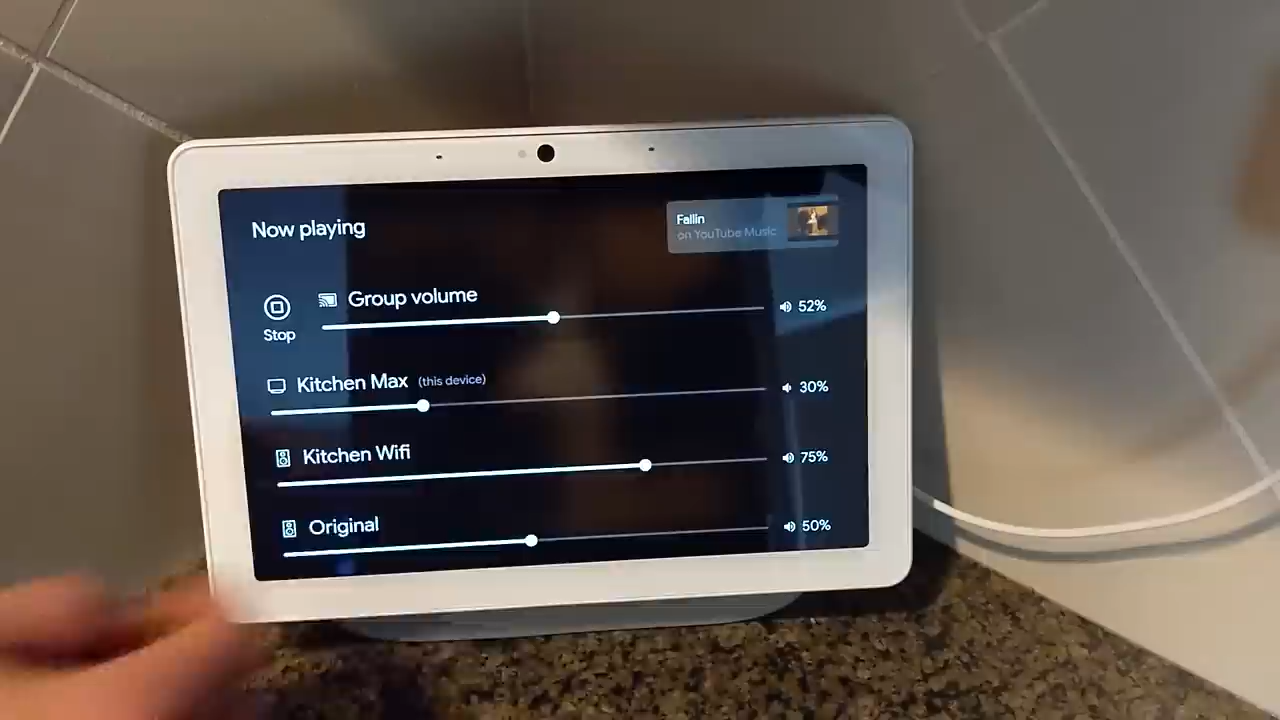 Now playing
Fallin
on YouTube Music
Group volume
52%
Stop
Kitchen Max (this device)
30%
Kitchen Wifi
75%
Original
50%